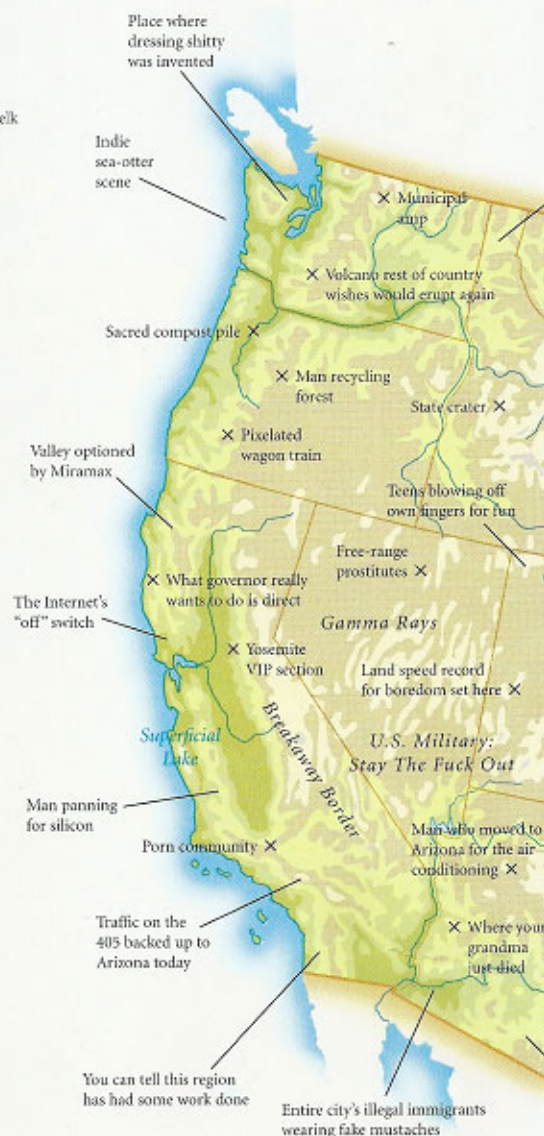 Place where
dressing shitty
was invented
elk
Indie
sea-otter
scene
Municipal
amp
Volcano rest of country
wishes would erupt again
Sacred compost pile
Man recycling
forest
State crater
Pixelated
wagon train
Valley optioned
by Miramax
Teens blowing off
own fingers for fun
Free-range
prostitutes
What governor really
wants to do is direct
The Internet's
"off" switch
Gamma Rays
Yosemite
VIP section
Land speed record
for boredom set here
Superficial
Lake
Breakaway Border
U.S. Military:
Stay The Fuck Out
Man panning
for silicon
Porn community
Man who moved to
Arizona for the air
conditioning
Traffic on the
405 backed up to
Arizona today
Where your
grandma
just died
You can tell this region
has had some work done
Entire city's illegal immigrants
wearing fake mustaches